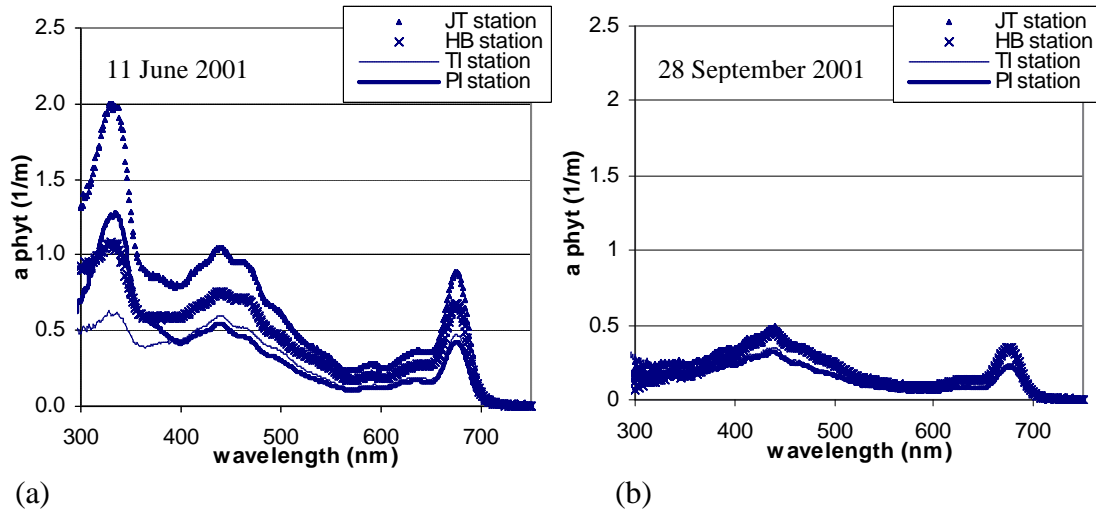 2.5
2.0
1.5
1.0
0.5
0.0
a phyt (1/m)
300 400 500 600 700
wavelength (nm)
11 June 2001
JT station
HB station
TI station
PI station
(a)
2.5
2
1.5
1
0.5
0
a phyt (1/m)
300 400 500 600 700
wavelength (nm)
28 September 2001
JT station
HB station
TI station
PI station
(b)